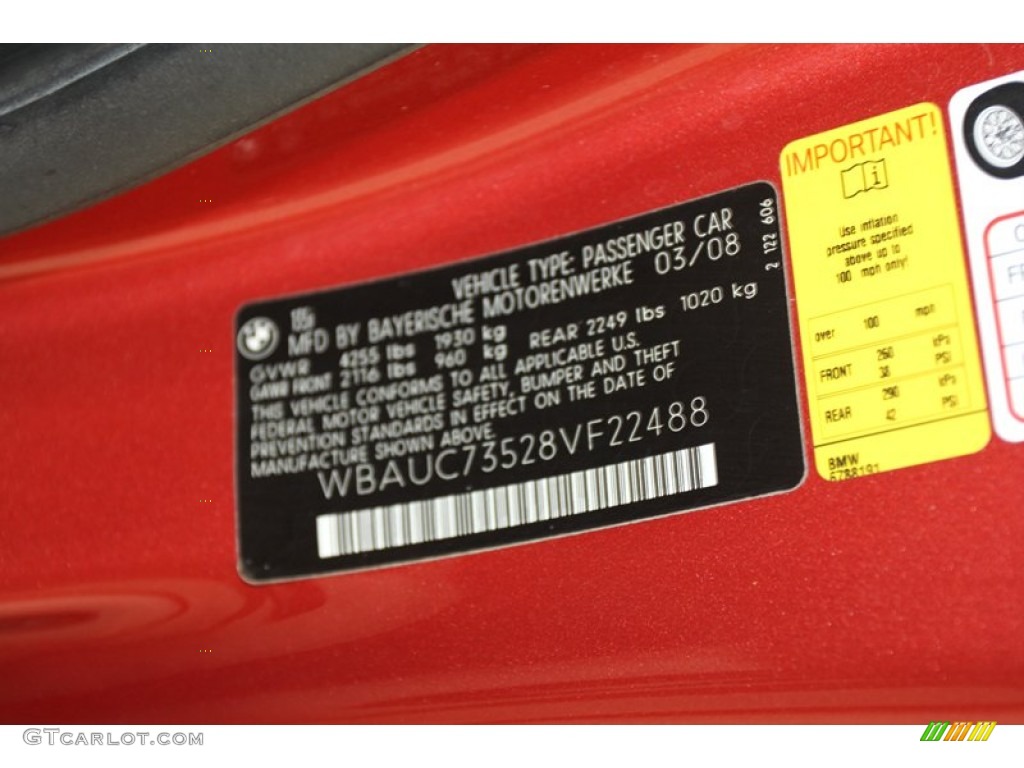 VEHICLE TYPE: PASSENGER CAR
MFD BY BAYERISCHE MOTORENWERKE 03/08
GVWR 4255 lbs 1930 kg
GAWR FRONT 2116 lbs 960 kg REAR 2249 lbs 1020 kg
THIS VEHICLE CONFORMS TO ALL APPLICABLE U.S.
FEDERAL MOTOR VEHICLE SAFETY, BUMPER AND THEFT
PREVENTION STANDARDS IN EFFECT ON THE DATE OF
MANUFACTURE SHOWN ABOVE.
WBAUC73528VF22488
2 122 606
IMPORTANT!
i
Use inflation
pressure specified
above up to
100 mph only!
over 100 mph
FRONT 260 kPa
38 PSI
REAR 290 kPa
42 PSI
BMW
6788191
GTCARLOT.COM